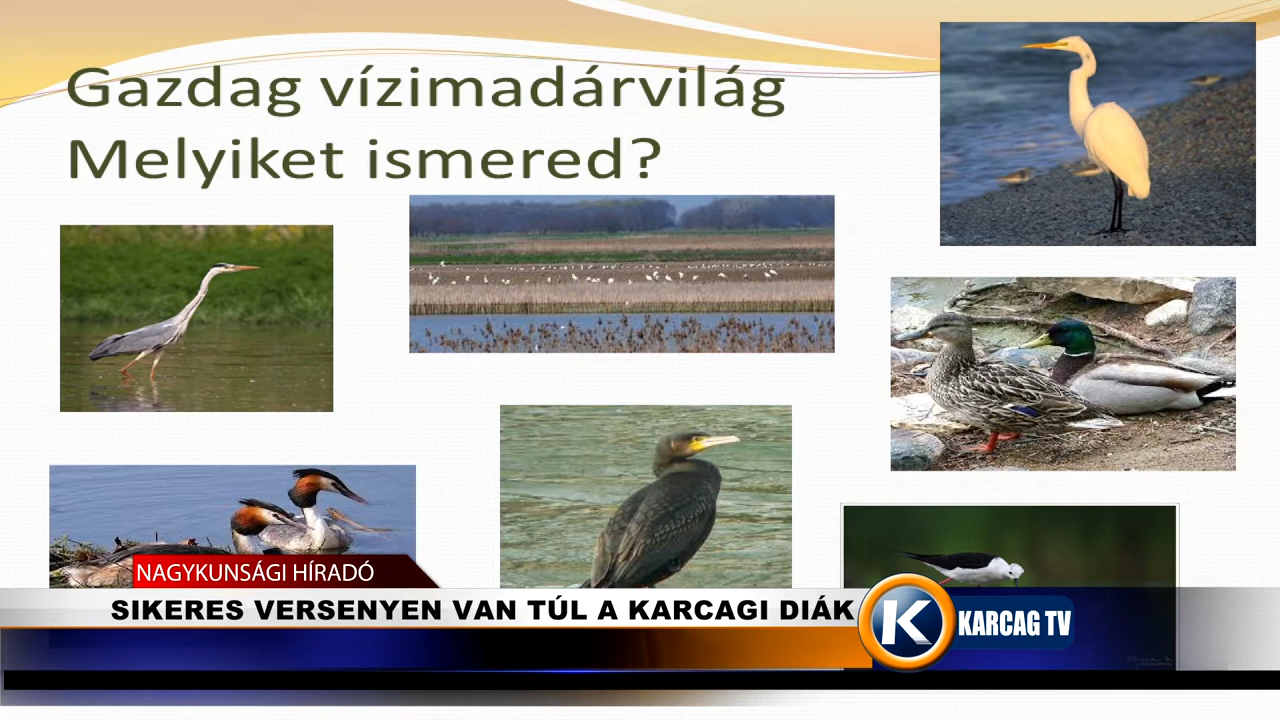 Gazdag vízimadárvilág
Melyiket ismered?
NAGYKUNSÁGI HÍRADÓ
SIKERES VERSENYEN VAN TÚL A KARCAGI DIÁK
K KARCAG TV